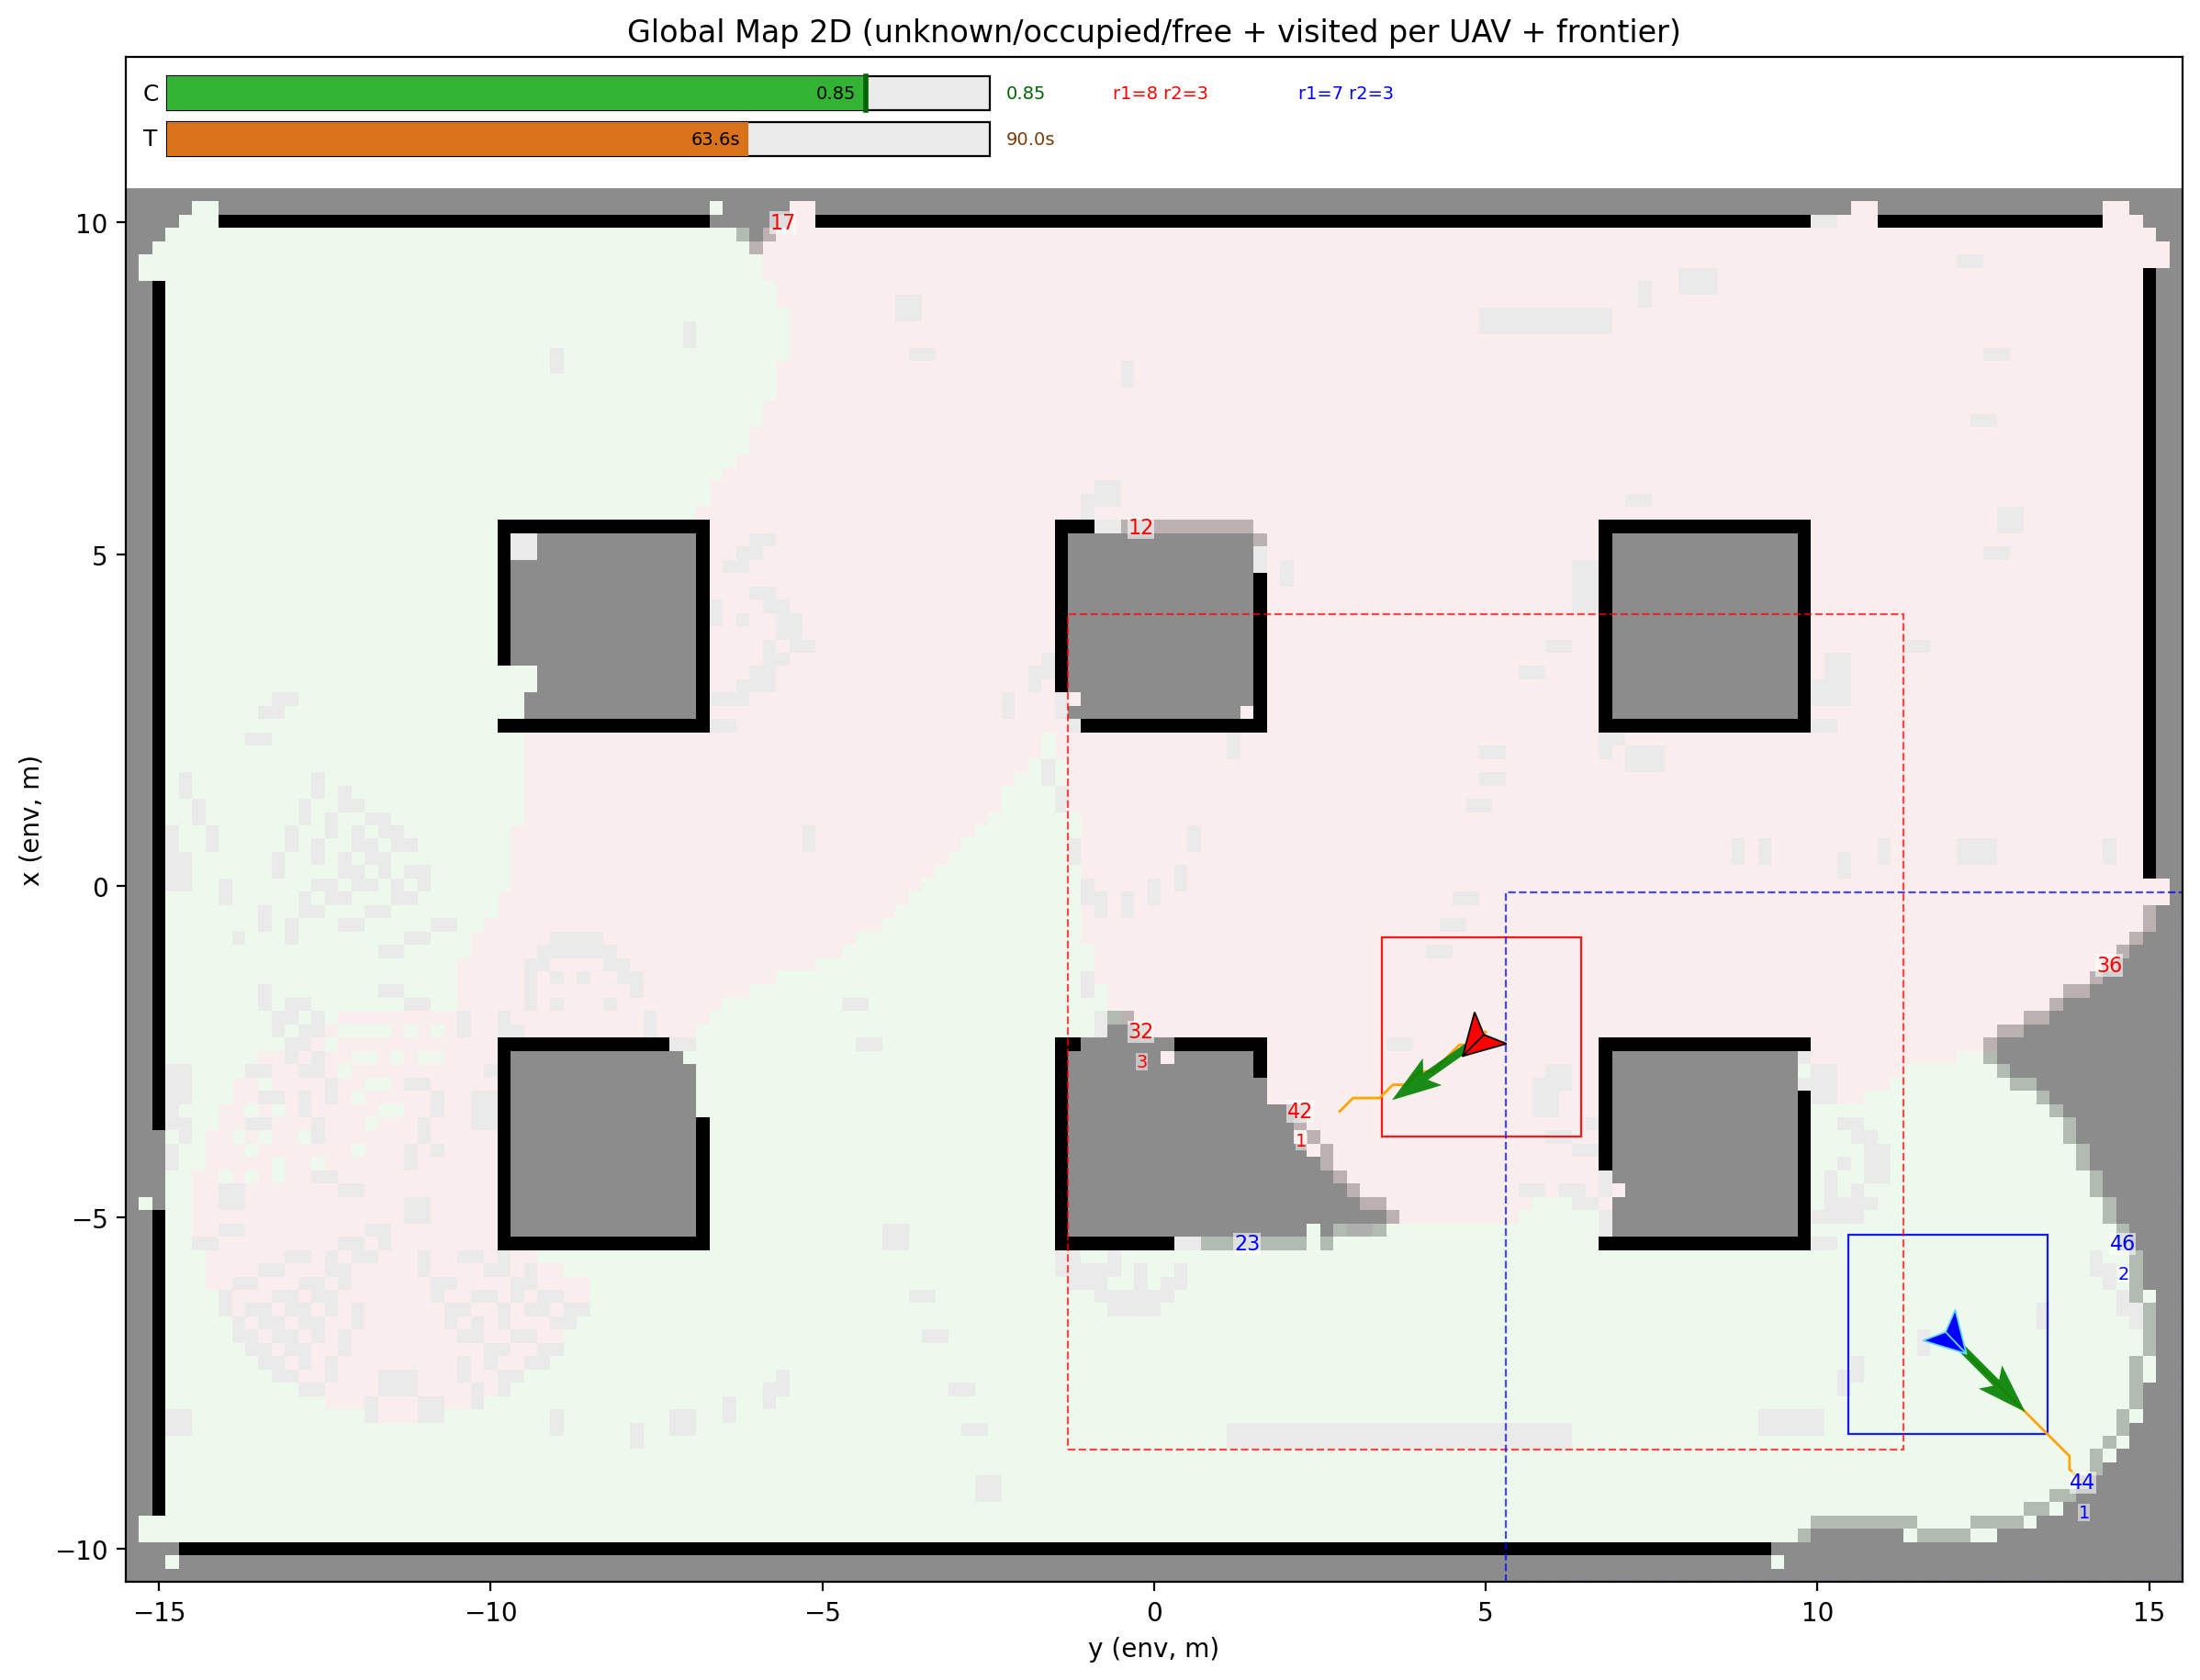 Global Map 2D (unknown/occupied/free + visited per UAV + frontier)
C 0.85 0.85 r1=8 r2=3 r1=7 r2=3
T 63.6s 90.0s
10
5
0
−5
−10
x (env, m)
17
12
36
32
3
42
1
23
46
2
44
1
−15 −10 −5 0 5 10 15
y (env, m)